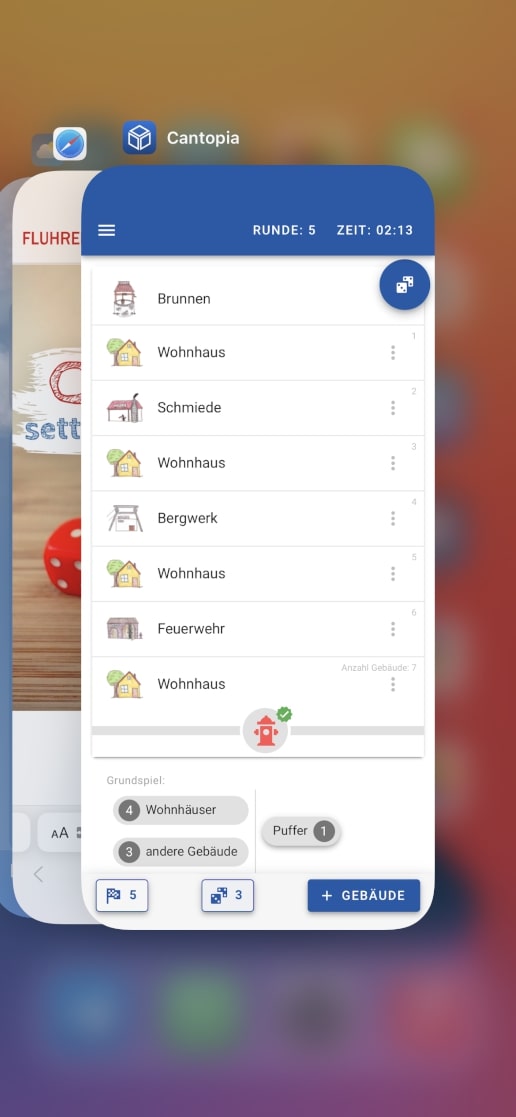 Cantopia
FLUHRE
RUNDE: 5 ZEIT: 02:13
Brunnen
1
Wohnhaus
2
Schmiede
3
Wohnhaus
4
Bergwerk
5
Wohnhaus
6
Feuerwehr
Anzahl Gebäude: 7
Wohnhaus
Grundspiel:
4 Wohnhäuser
3 andere Gebäude
Puffer 1
5
3
+ GEBÄUDE
sett
AA